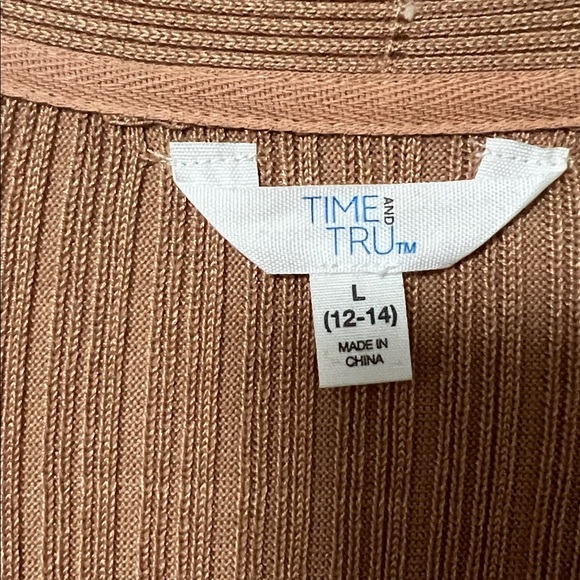 TIME AND
TRU™
L
(12-14)
MADE IN
CHINA